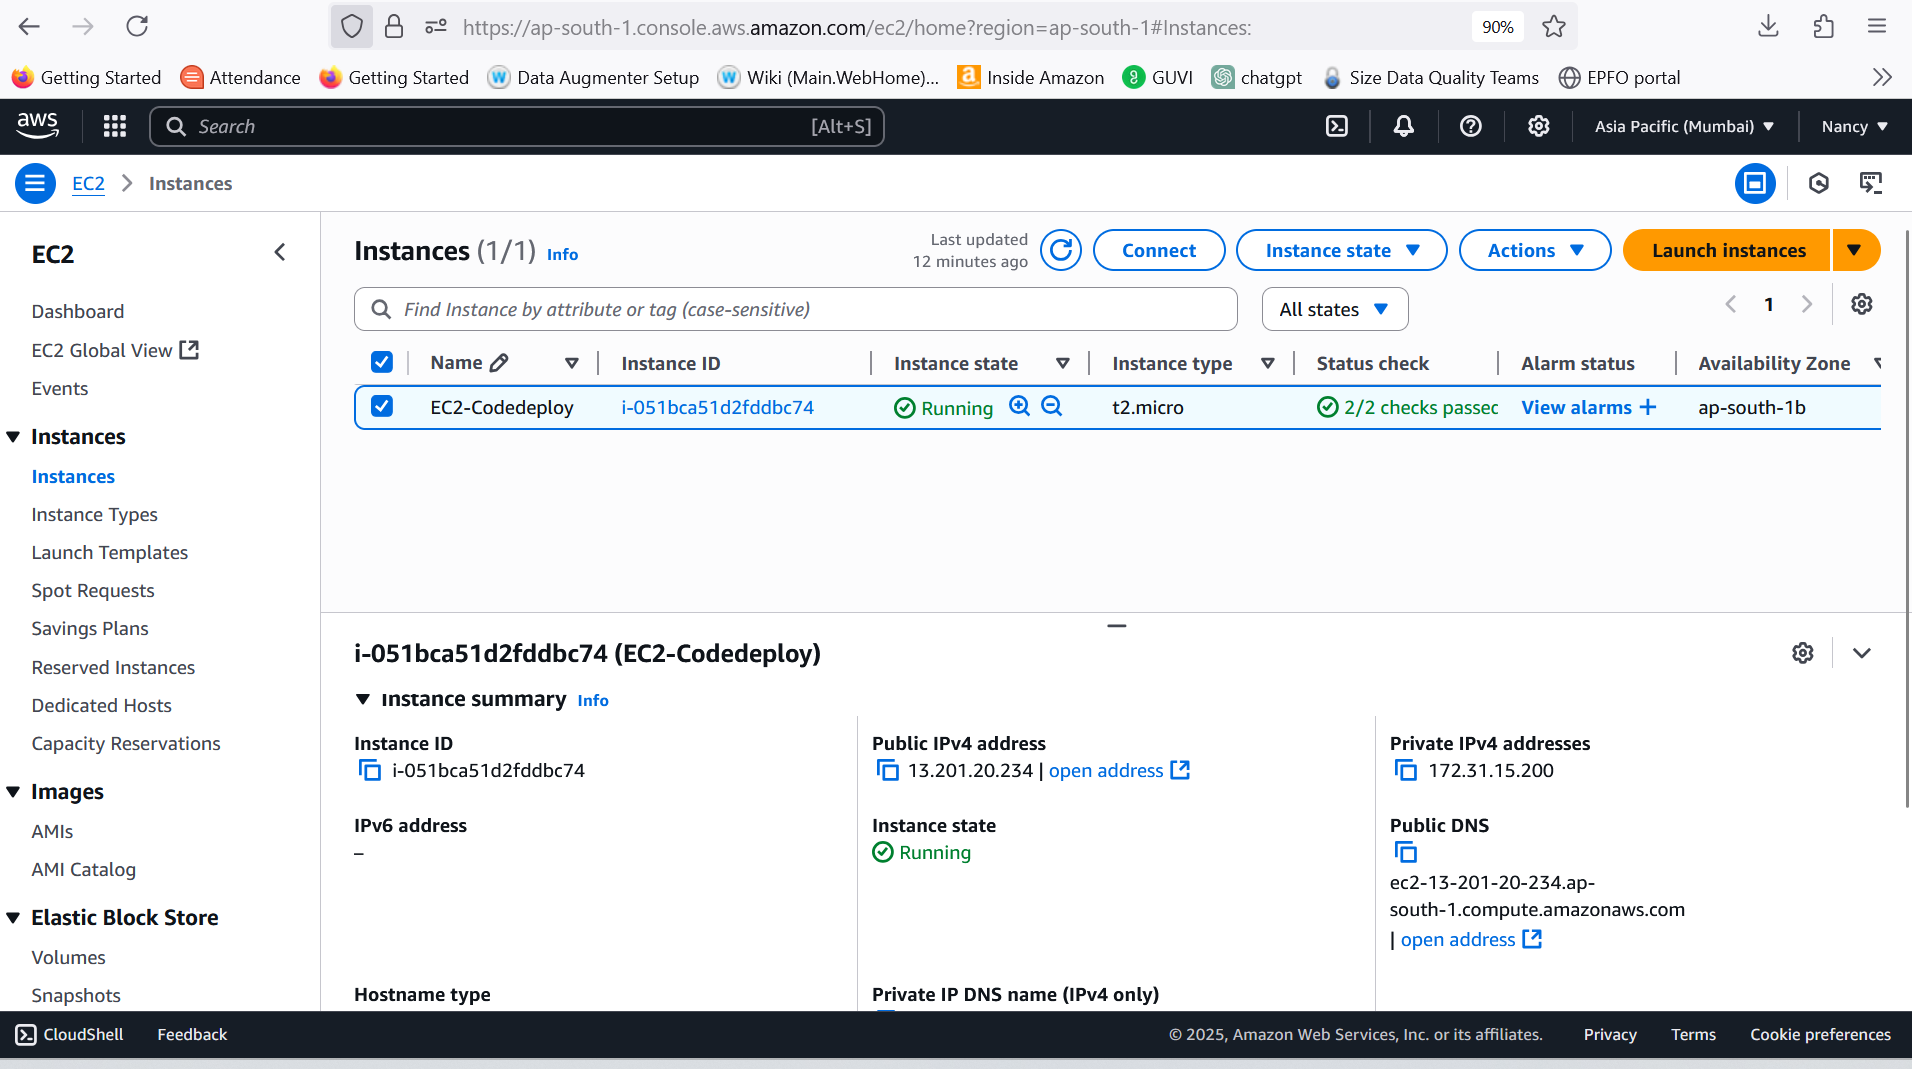 https://ap-south-1.console.aws.amazon.com/ec2/home?region=ap-south-1#Instances: 90%
Getting Started Attendance Getting Started Data Augmenter Setup Wiki (Main.WebHome)... Inside Amazon GUVI chatgpt Size Data Quality Teams EPFO portal
aws Search [Alt+S] Asia Pacific (Mumbai) Nancy
EC2 Instances
EC2
Dashboard
EC2 Global View
Events
Instances
Instances
Instance Types
Launch Templates
Spot Requests
Savings Plans
Reserved Instances
Dedicated Hosts
Capacity Reservations
Images
AMIs
AMI Catalog
Elastic Block Store
Volumes
Snapshots
Instances (1/1) Info
Last updated
12 minutes ago
Connect Instance state Actions Launch instances
Find Instance by attribute or tag (case-sensitive) All states 1
Name Instance ID Instance state Instance type Status check Alarm status Availability Zone
EC2-Codedeploy i-051bca51d2fddbc74 Running t2.micro 2/2 checks passec View alarms + ap-south-1b
i-051bca51d2fddbc74 (EC2-Codedeploy)
Instance summary Info
Instance ID
i-051bca51d2fddbc74
Public IPv4 address
13.201.20.234 | open address
Private IPv4 addresses
172.31.15.200
IPv6 address
–
Instance state
Running
Public DNS
ec2-13-201-20-234.ap-
south-1.compute.amazonaws.com
| open address
Hostname type
Private IP DNS name (IPv4 only)
CloudShell Feedback © 2025, Amazon Web Services, Inc. or its affiliates. Privacy Terms Cookie preferences